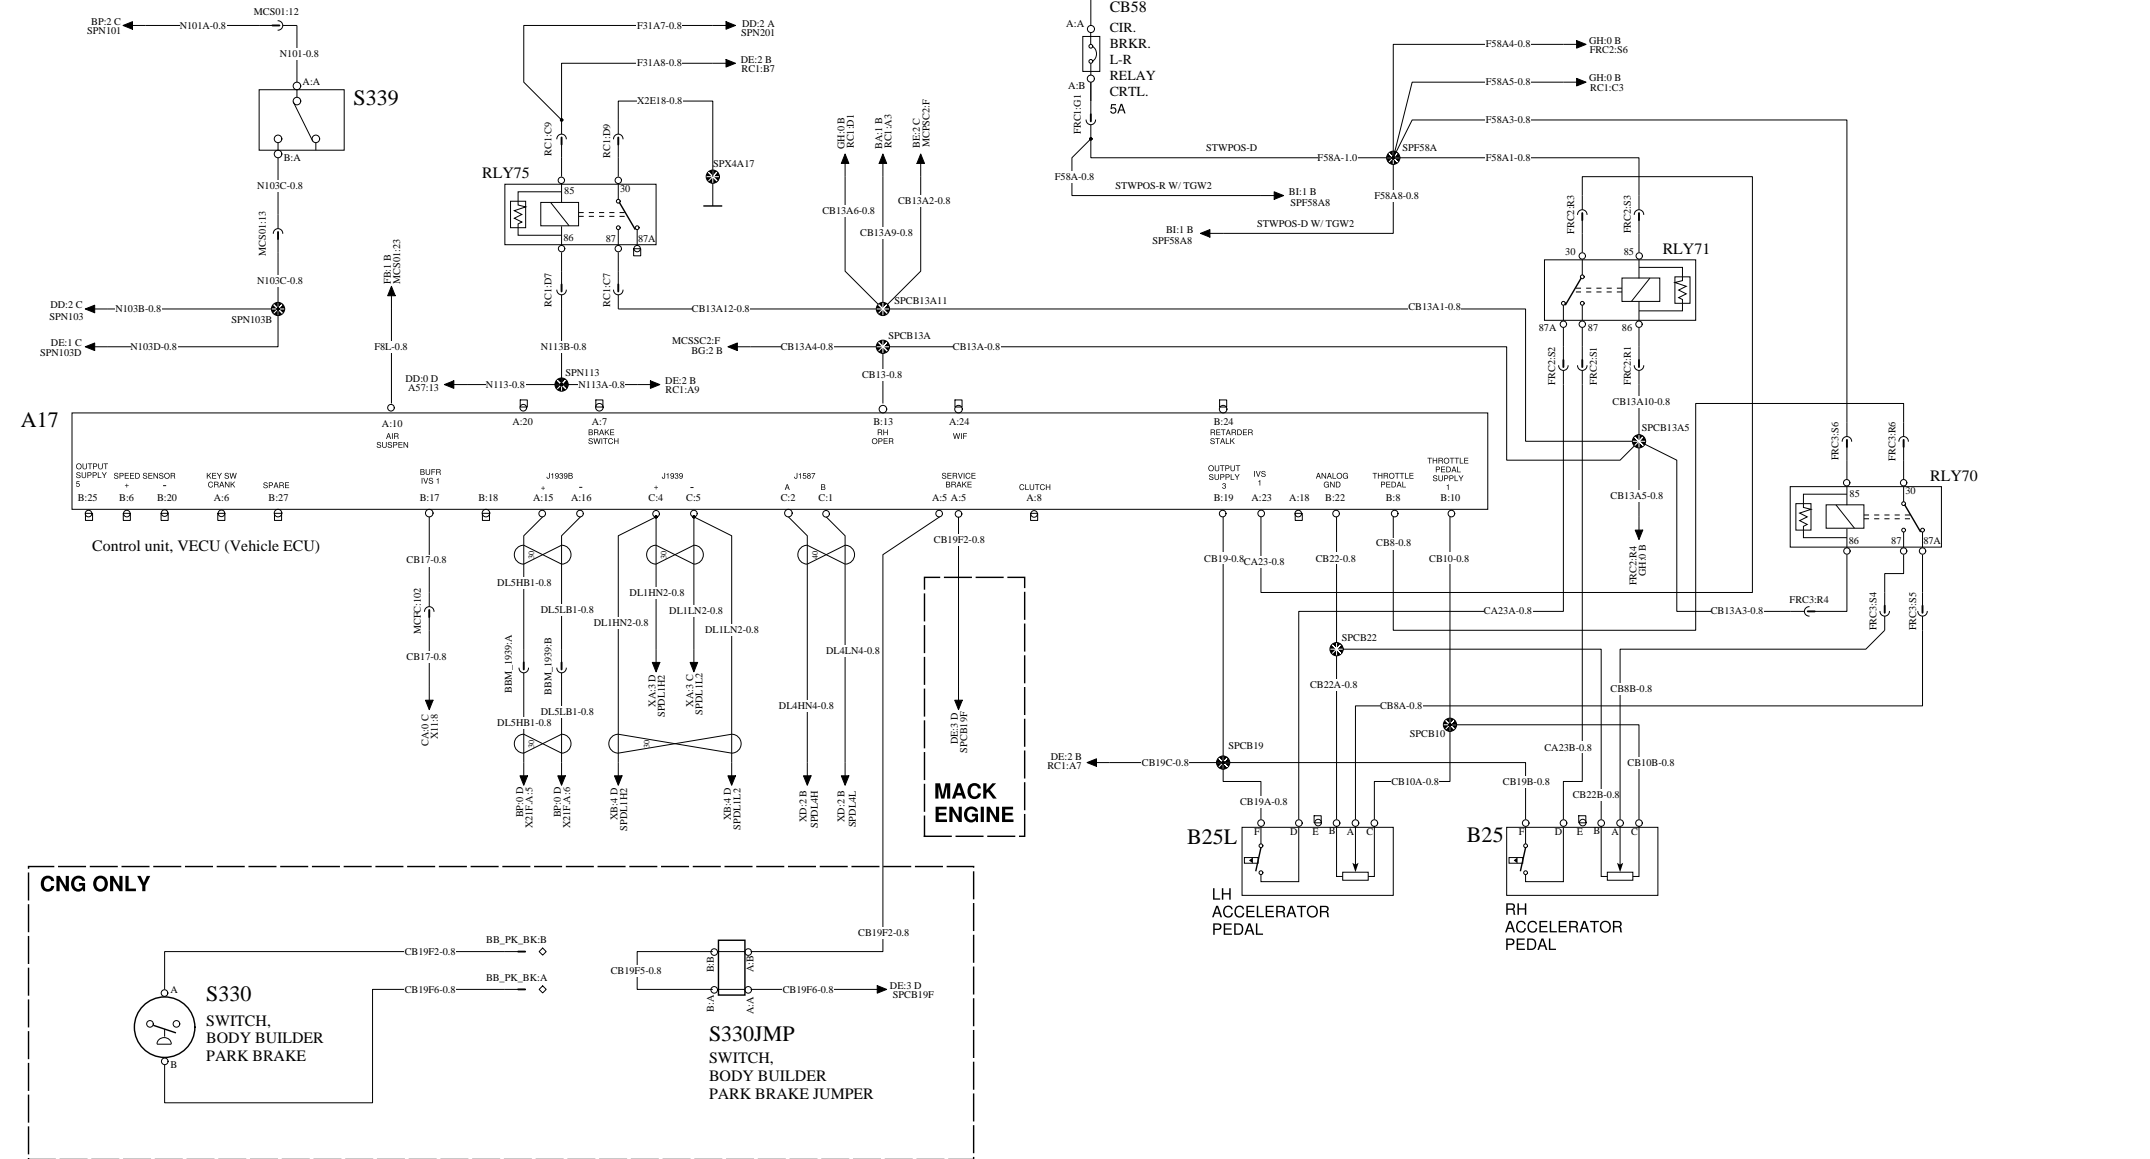 MCS01:12
BP:2 C
SPN101
N101A-0.8
N101-0.8
A:A
S339
B:A
N103C-0.8
MCS01:13
N103C-0.8
DD:2 C
SPN103
N103B-0.8
SPN103B
DE:1 C
SPN103D
N103D-0.8
FB:1 B
MCS01:23
F8L-0.8
F31A7-0.8
DD:2 A
SPN201
F31A8-0.8
DE:2 B
RC1:B7
X2E18-0.8
RC1:C9
RC1:D9
SPX4A17
RLY75
85
30
86
87
87A
RC1:D7
RC1:C7
N113B-0.8
SPN113
DD:0 D
A57:13
N113-0.8
N113A-0.8
DE:2 B
RC1:A9
GH:0 B
RC1:D1
BA:1 B
RC1:A3
BE:2 C
MCPSC2:F
CB13A6-0.8
CB13A9-0.8
CB13A2-0.8
CB13A12-0.8
SPCB13A11
CB13A1-0.8
MCSSC2:F
BG:2 B
CB13A4-0.8
SPCB13A
CB13A-0.8
CB13-0.8
CB58
A:A
CIR.
BRKR.
L-R
RELAY
CRTL.
5A
A:B
FRC1:G1
STWPOS-D
F58A-1.0
SPF58A
F58A-0.8
STWPOS-R W/ TGW2
BI:1 B
SPF58A8
F58A8-0.8
STWPOS-D W/ TGW2
BI:1 B
SPF58A8
F58A4-0.8
GH:0 B
FRC2:S6
F58A5-0.8
GH:0 B
RC1:C3
F58A3-0.8
F58A1-0.8
FRC2:R3
FRC2:S3
RLY71
30
85
87A
87
86
FRC2:S2
FRC2:S1
FRC2:R1
CB13A10-0.8
SPCB13A5
CB13A5-0.8
FRC2:R4
GH:0 B
FRC3:S6
FRC3:R6
RLY70
85
30
86
87
87A
FRC3:R4
CB13A3-0.8
FRC3:S4
FRC3:S5
A17
A:10
AIR
SUSPEN
A:20
A:7
BRAKE
SWITCH
B:13
RH
OPER
A:24
WIF
B:24
RETARDER
STALK
OUTPUT
SUPPLY
5
B:25
SPEED SENSOR
+
-
B:6
B:20
KEY SW
CRANK
A:6
SPARE
B:27
BUFR
IVS 1
B:17
B:18
J1939B
+
-
A:15
A:16
J1939
+
-
C:4
C:5
J1587
A
B
C:2
C:1
SERVICE
BRAKE
A:5
A:5
CLUTCH
A:8
OUTPUT
SUPPLY
3
B:19
IVS
1
A:23
A:18
ANALOG
GND
B:22
THROTTLE
PEDAL
B:8
THROTTLE
PEDAL
SUPPLY
1
B:10
Control unit, VECU (Vehicle ECU)
CB17-0.8
MCFC:102
CB17-0.8
CA:0 C
X11:8
30
DL5HB1-0.8
DL5LB1-0.8
BBM_1939:A
BBM_1939:B
DL5HB1-0.8
DL5LB1-0.8
30
BP:0 D
X21F.A:5
BP:0 D
X21F.A:6
30
DL1HN2-0.8
DL1HN2-0.8
DL1LN2-0.8
DL1LN2-0.8
XA:3 D
SPDL1H2
XA:3 C
SPDL1L2
30
XB:4 D
SPDL1H2
XB:4 D
SPDL1L2
40
DL4LN4-0.8
DL4HN4-0.8
XD:2 B
SPDL4H
XD:2 B
SPDL4L
CB19F2-0.8
DE:3 D
SPCB19F
MACK
ENGINE
CB19-0.8
CA23-0.8
CB22-0.8
CB8-0.8
CB10-0.8
CA23A-0.8
SPCB22
CB22A-0.8
CB8B-0.8
CB8A-0.8
SPCB10
SPCB19
DE:2 B
RC1:A7
CB19C-0.8
CA23B-0.8
CB10A-0.8
CB19B-0.8
CB10B-0.8
CB22B-0.8
CB19A-0.8
B25L
F
D
E
B
A
C
LH
ACCELERATOR
PEDAL
B25
F
D
E
B
A
C
RH
ACCELERATOR
PEDAL
CNG ONLY
CB19F2-0.8
BB_PK_BK:B
CB19F6-0.8
BB_PK_BK:A
A
S330
SWITCH,
BODY BUILDER
PARK BRAKE
B
CB19F2-0.8
CB19F5-0.8
B:B
A:B
B:A
A:A
CB19F6-0.8
DE:3 D
SPCB19F
S330JMP
SWITCH,
BODY BUILDER
PARK BRAKE JUMPER